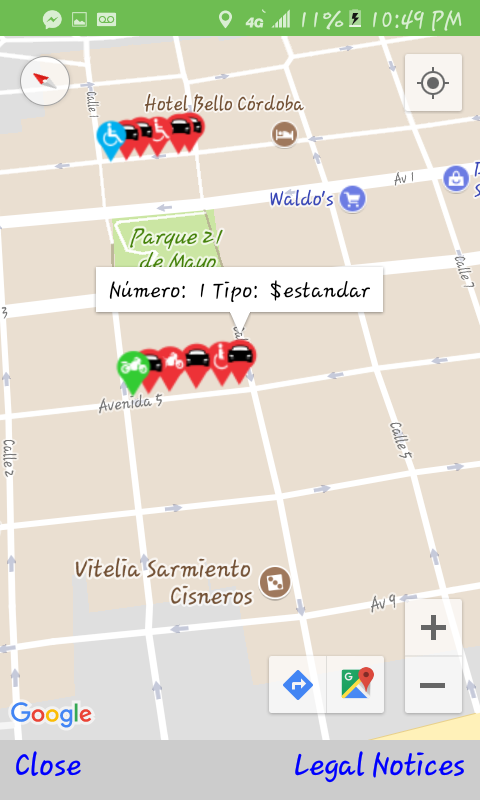 4G 11% 10:49 PM
Calle 1
Hotel Bello Córdoba
Av 1
Waldo's
Parque 21
de Mayo
Calle 7
Número: 1 Tipo: $estandar
3
Avenida 5
Calle 2
Calle 5
Vitelia Sarmiento
Cisneros
Av 9
+
−
G
Google
Close
Legal Notices